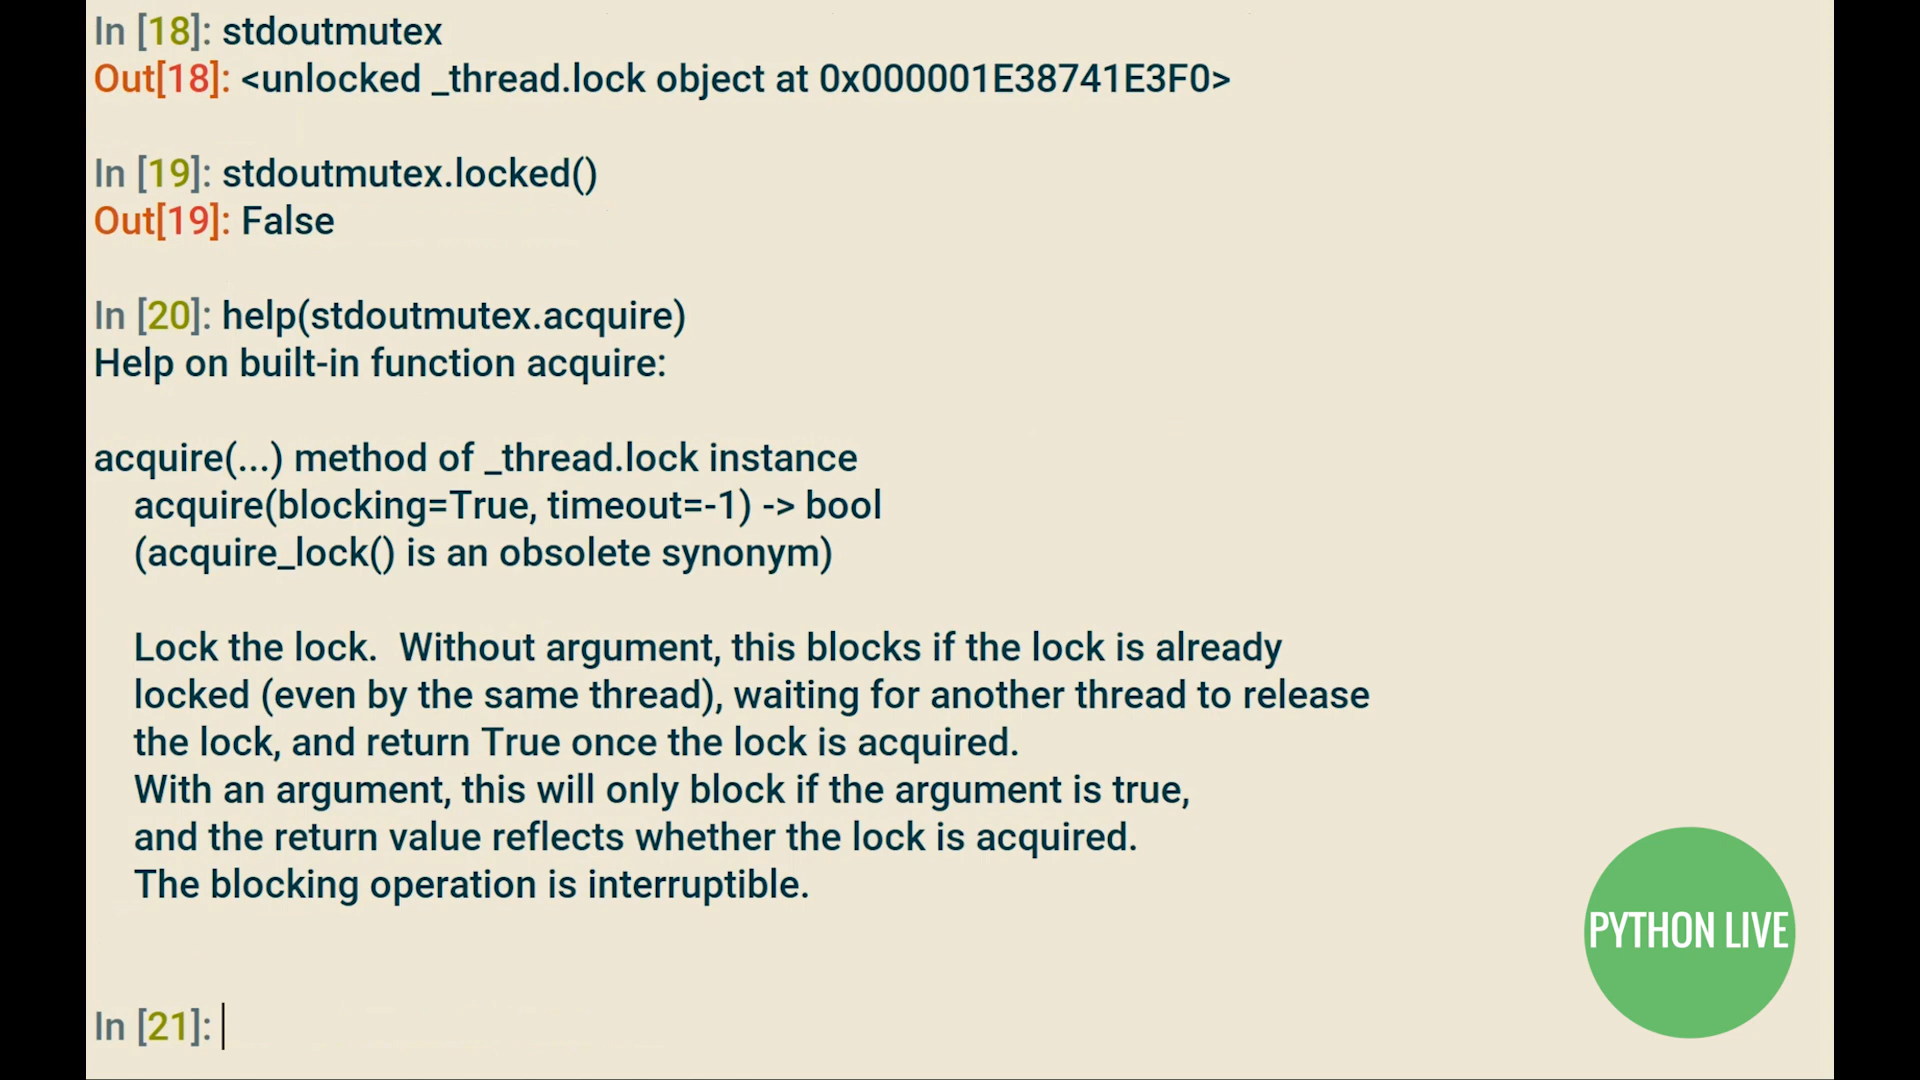 In [18]: stdoutmutex
Out[18]: <unlocked _thread.lock object at 0x000001E38741E3F0>
In [19]: stdoutmutex.locked()
Out[19]: False
In [20]: help(stdoutmutex.acquire)
Help on built-in function acquire:
acquire(...) method of _thread.lock instance
acquire(blocking=True, timeout=-1) -> bool
(acquire_lock() is an obsolete synonym)
Lock the lock.  Without argument, this blocks if the lock is already
locked (even by the same thread), waiting for another thread to release
the lock, and return True once the lock is acquired.
With an argument, this will only block if the argument is true,
and the return value reflects whether the lock is acquired.
The blocking operation is interruptible.
PYTHON LIVE
In [21]: